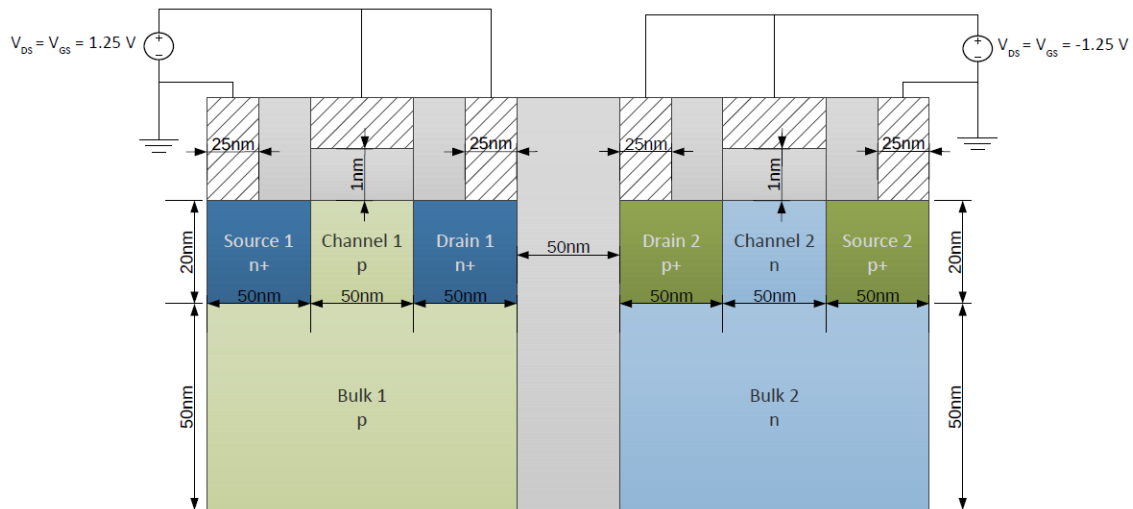 V_DS = V_GS = 1.25 V
V_DS = V_GS = -1.25 V
25nm
25nm
25nm
25nm
1nm
1nm
Source 1
n+
Channel 1
p
Drain 1
n+
Drain 2
p+
Channel 2
n
Source 2
p+
20nm
50nm
20nm
50nm
50nm
50nm
50nm
50nm
50nm
Bulk 1
p
Bulk 2
n
50nm
50nm